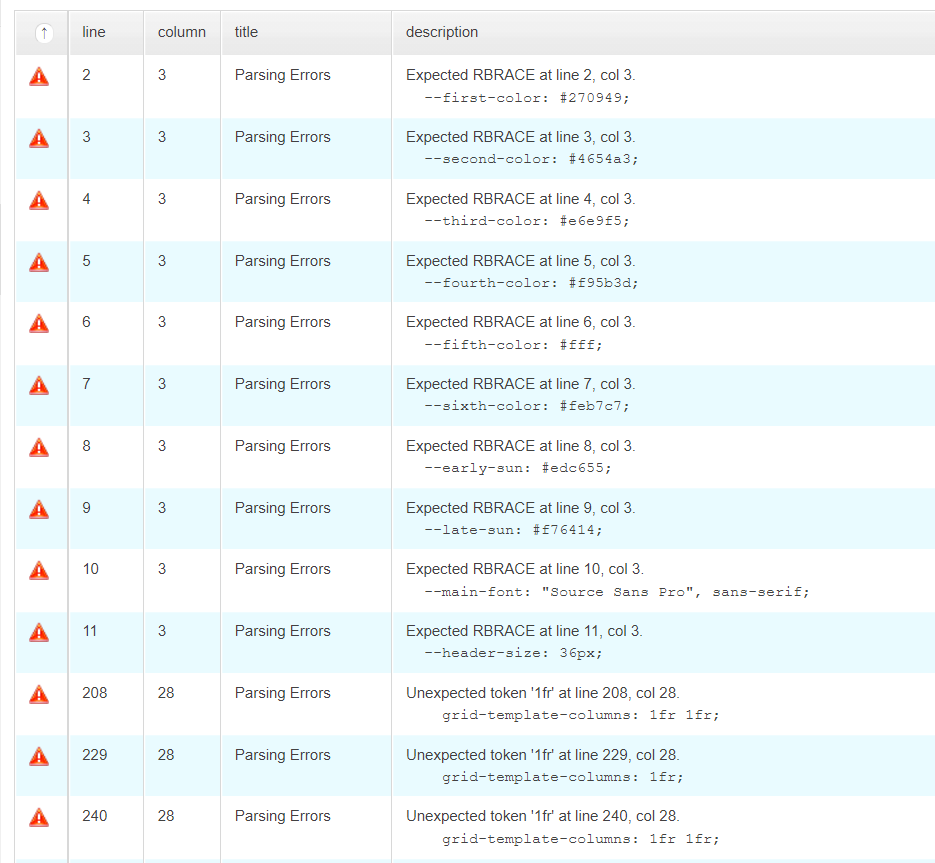 ↑ line column title description
2 3 Parsing Errors Expected RBRACE at line 2, col 3.
--first-color: #270949;
3 3 Parsing Errors Expected RBRACE at line 3, col 3.
--second-color: #4654a3;
4 3 Parsing Errors Expected RBRACE at line 4, col 3.
--third-color: #e6e9f5;
5 3 Parsing Errors Expected RBRACE at line 5, col 3.
--fourth-color: #f95b3d;
6 3 Parsing Errors Expected RBRACE at line 6, col 3.
--fifth-color: #fff;
7 3 Parsing Errors Expected RBRACE at line 7, col 3.
--sixth-color: #feb7c7;
8 3 Parsing Errors Expected RBRACE at line 8, col 3.
--early-sun: #edc655;
9 3 Parsing Errors Expected RBRACE at line 9, col 3.
--late-sun: #f76414;
10 3 Parsing Errors Expected RBRACE at line 10, col 3.
--main-font: "Source Sans Pro", sans-serif;
11 3 Parsing Errors Expected RBRACE at line 11, col 3.
--header-size: 36px;
208 28 Parsing Errors Unexpected token '1fr' at line 208, col 28.
grid-template-columns: 1fr 1fr;
229 28 Parsing Errors Unexpected token '1fr' at line 229, col 28.
grid-template-columns: 1fr;
240 28 Parsing Errors Unexpected token '1fr' at line 240, col 28.
grid-template-columns: 1fr 1fr;